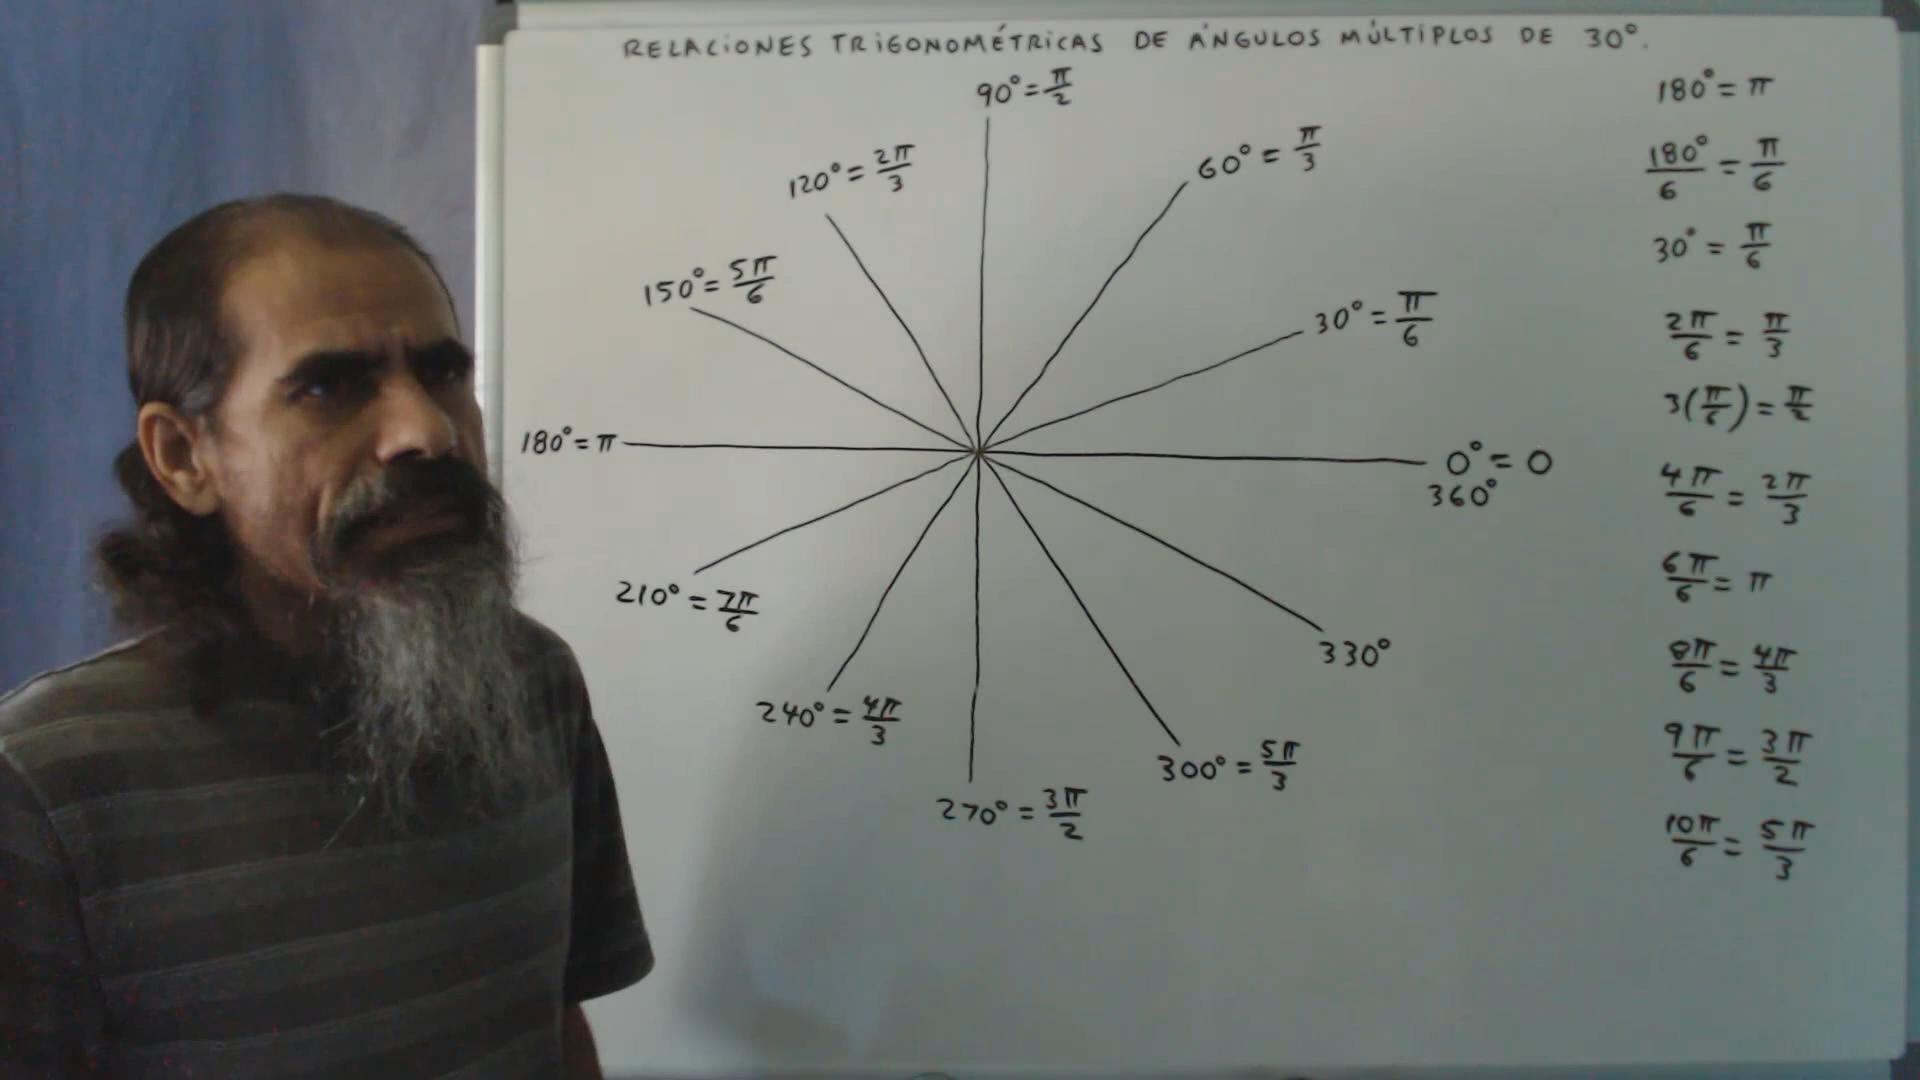 RELACIONES TRIGONOMÉTRICAS DE ÁNGULOS MÚLTIPLOS DE 30°.
90° = π/2
60° = π/3
120° = 2π/3
150° = 5π/6
30° = π/6
180° = π
0° = 0
360°
210° = 7π/6
330°
240° = 4π/3
300° = 5π/3
270° = 3π/2
180° = π
180°/6 = π/6
30° = π/6
2π/6 = π/3
3(π/6) = π/2
4π/6 = 2π/3
6π/6 = π
8π/6 = 4π/3
9π/6 = 3π/2
10π/6 = 5π/3